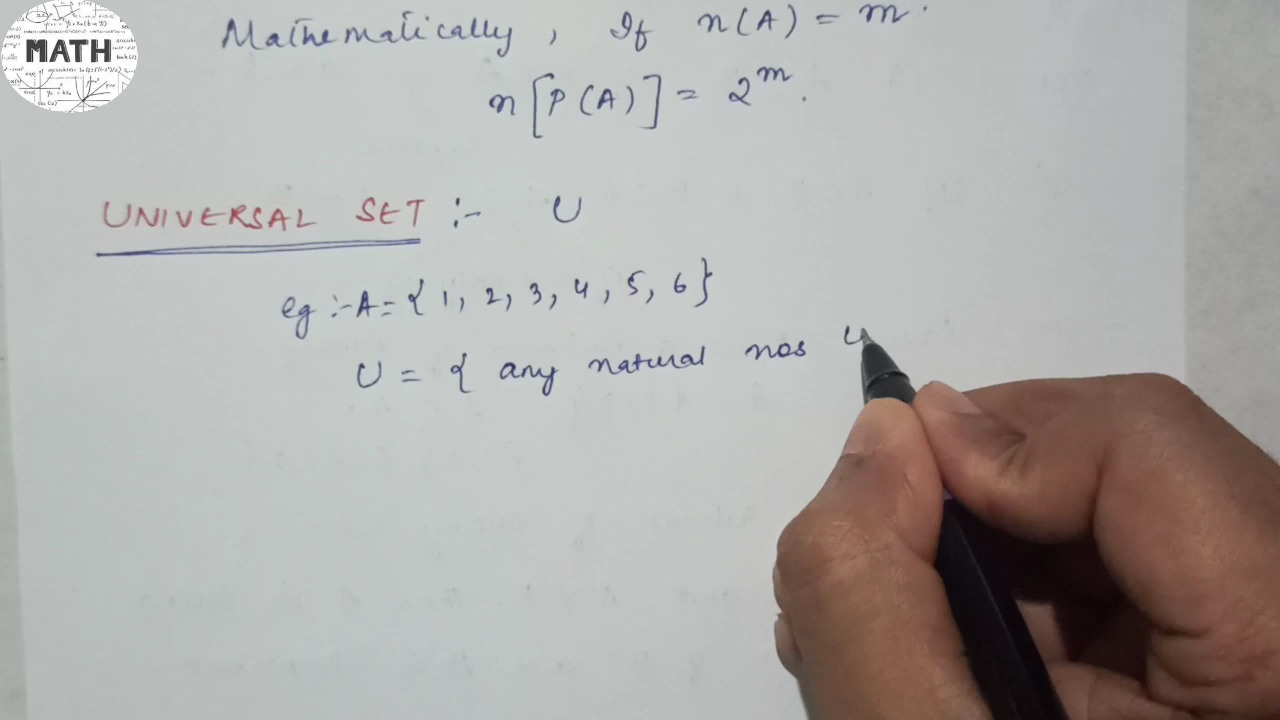 MATH
Mathematically, If n(A) = m.
n[P(A)] = 2^m.
UNIVERSAL SET :- U
eg :- A = { 1, 2, 3, 4, 5, 6 }
U = { any natural nos